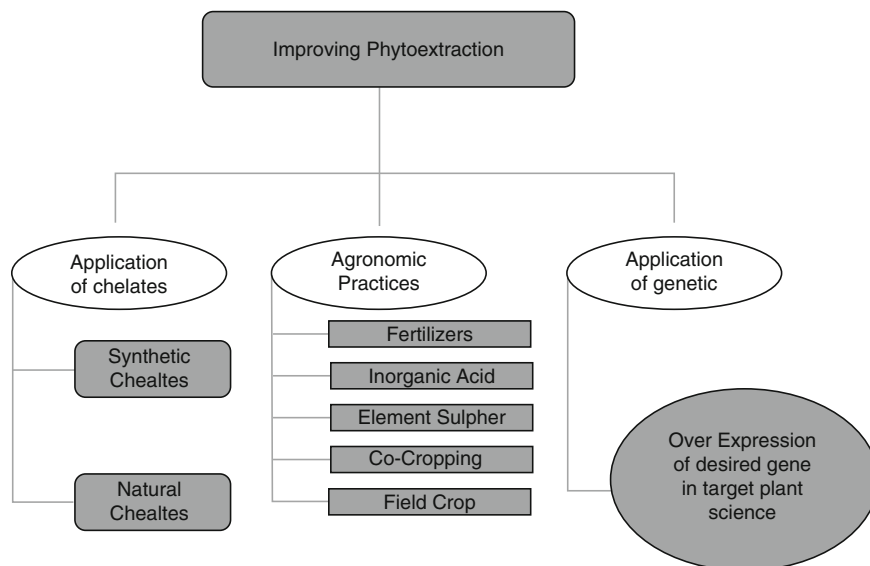 Improving Phytoextraction
Application
of chelates
Agronomic
Practices
Application
of genetic
Synthetic
Chealtes
Natural
Chealtes
Fertilizers
Inorganic Acid
Element Sulpher
Co-Cropping
Field Crop
Over Expression
of desired gene
in target plant
science